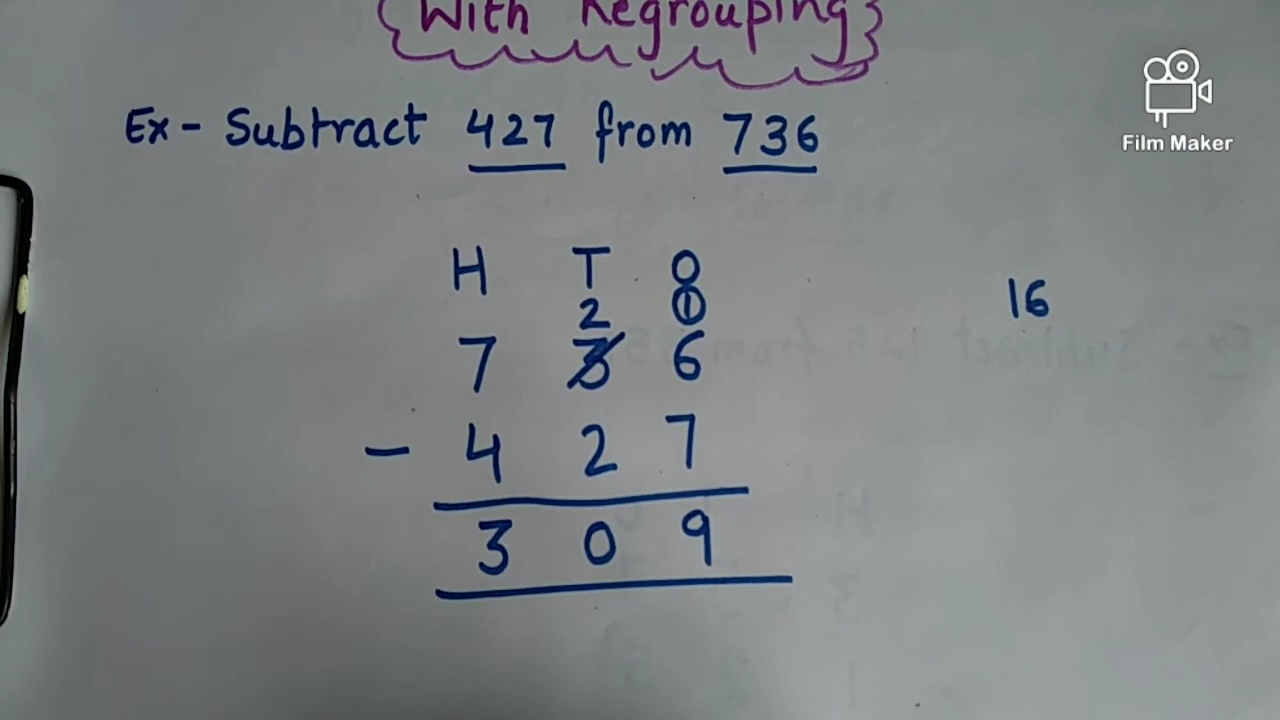 With Regrouping
Ex - Subtract 427 from 736
H T O
2 1
7 3 6
16
- 4 2 7
3 0 9
Film Maker